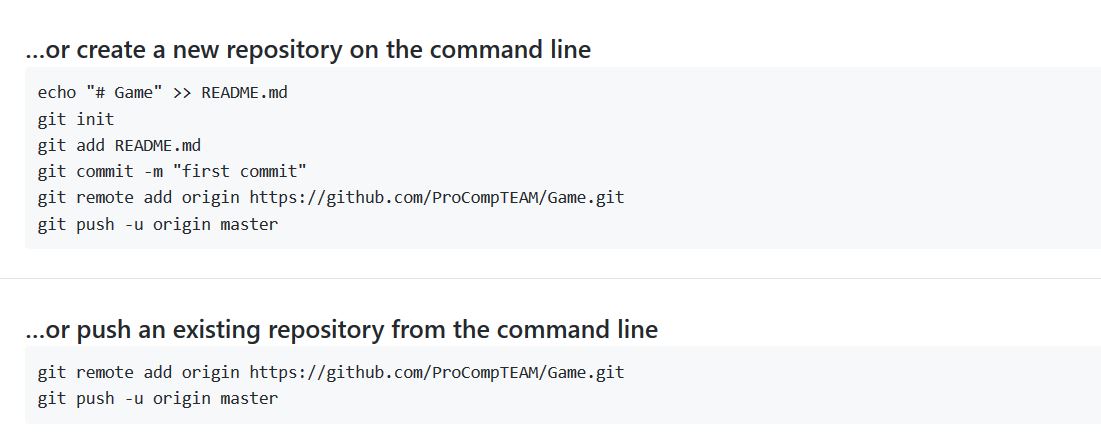 ...or create a new repository on the command line
echo "# Game" >> README.md
git init
git add README.md
git commit -m "first commit"
git remote add origin https://github.com/ProCompTEAM/Game.git
git push -u origin master
...or push an existing repository from the command line
git remote add origin https://github.com/ProCompTEAM/Game.git
git push -u origin master